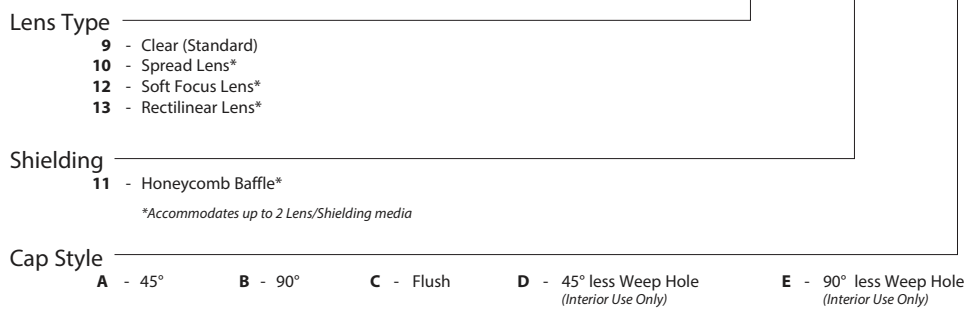 Lens Type
9 - Clear (Standard)
10 - Spread Lens*
12 - Soft Focus Lens*
13 - Rectilinear Lens*
Shielding
11 - Honeycomb Baffle*
*Accommodates up to 2 Lens/Shielding media
Cap Style
A - 45° B - 90° C - Flush D - 45° less Weep Hole E - 90° less Weep Hole
(Interior Use Only) (Interior Use Only)